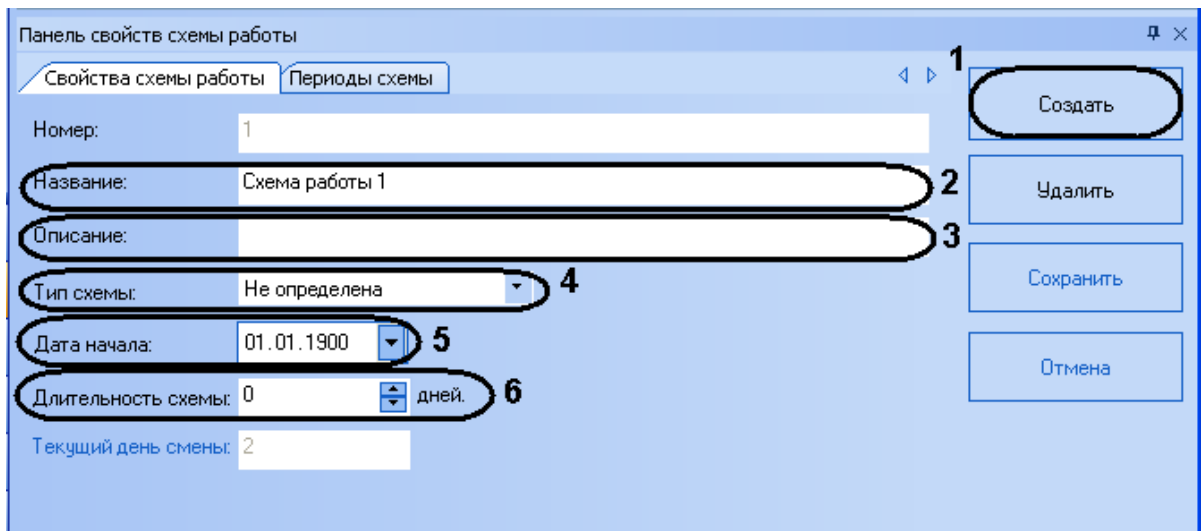 Панель свойств схемы работы
Свойства схемы работы Периоды схемы
1
Создать
Номер: 1
Название: Схема работы 1 2
Удалить
Описание: 3
Тип схемы: Не определена 4
Сохранить
Дата начала: 01.01.1900 5
Отмена
Длительность схемы: 0 дней. 6
Текущий день смены: 2